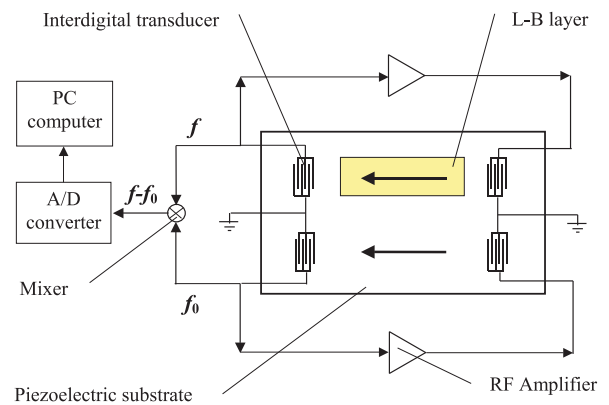 Interdigital transducer
L-B layer
PC
computer
f
A/D
converter
f-f₀
Mixer
f₀
Piezoelectric substrate
RF Amplifier